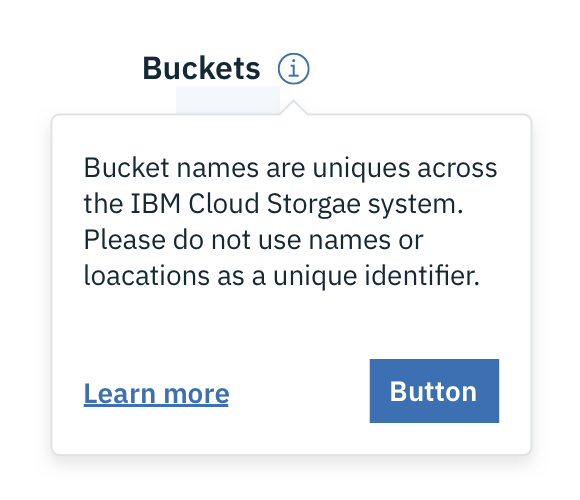 Buckets
Bucket names are uniques across
the IBM Cloud Storgae system.
Please do not use names or
loacations as a unique identifier.
Learn more
Button